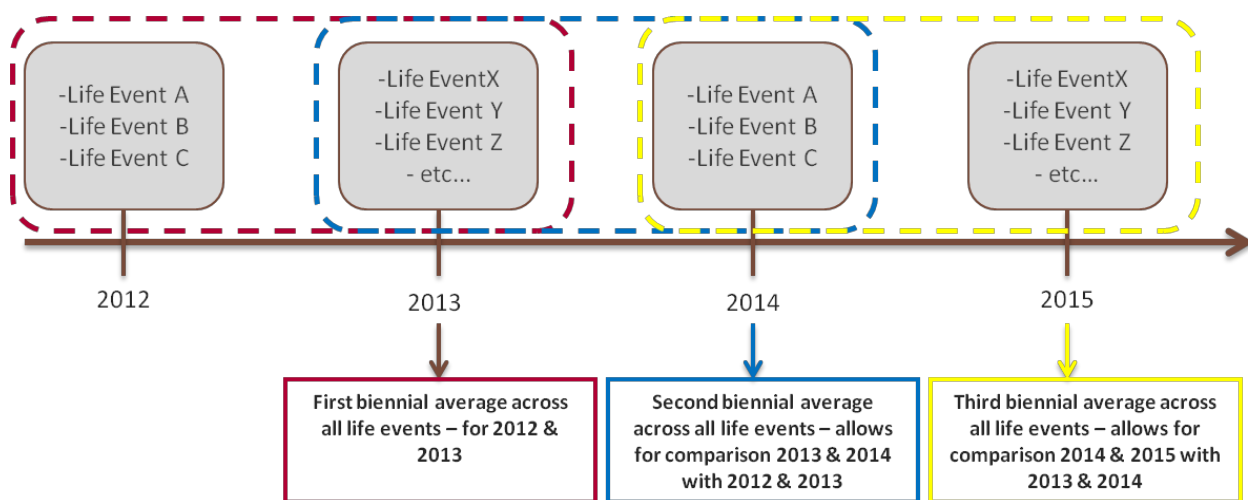 -Life Event A
-Life Event B
-Life Event C
-Life EventX
-Life Event Y
-Life Event Z
- etc...
-Life Event A
-Life Event B
-Life Event C
-Life EventX
-Life Event Y
-Life Event Z
- etc...
2012
2013
2014
2015
First biennial average across
all life events – for 2012 &
2013
Second biennial average
across all life events – allows
for comparison 2013 & 2014
with 2012 & 2013
Third biennial average across
all life events – allows for
comparison 2014 & 2015 with
2013 & 2014